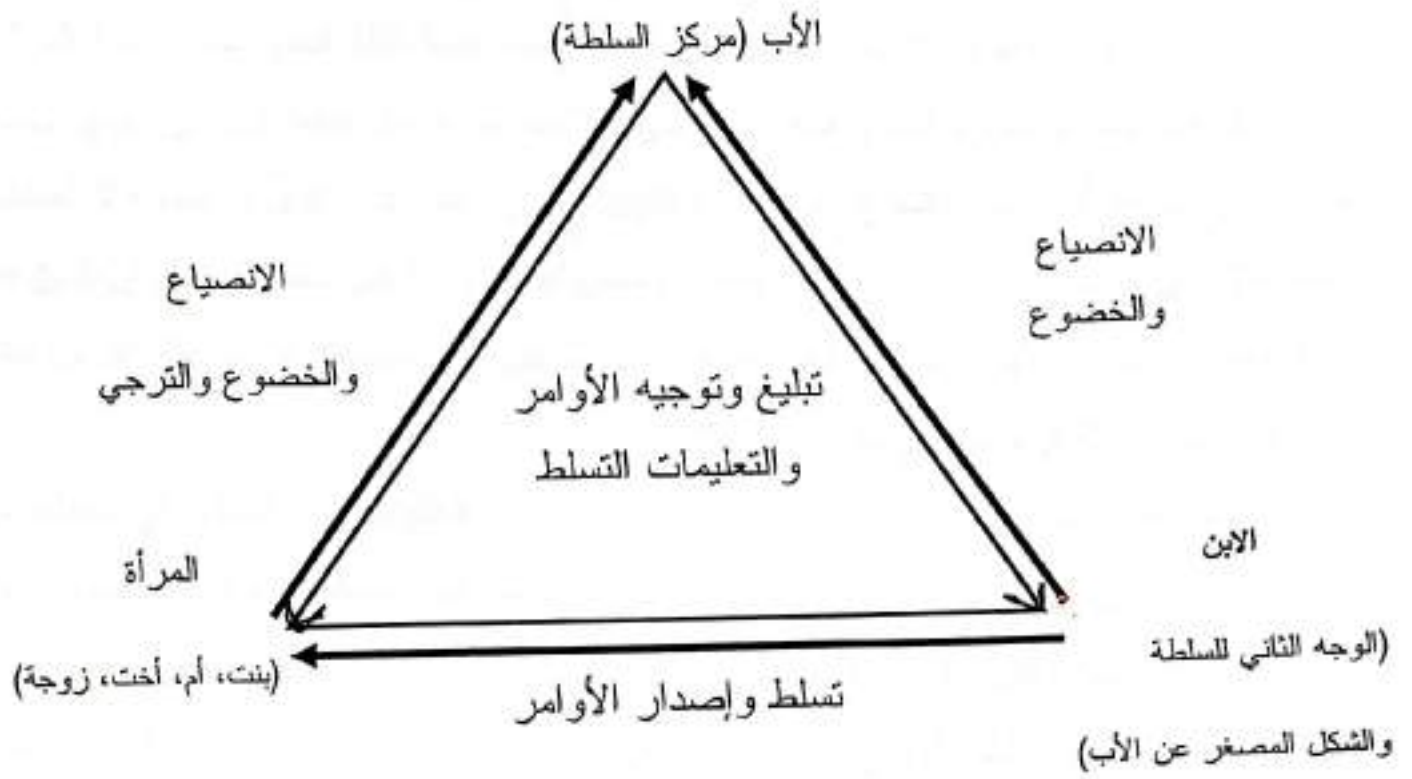 الأب (مركز السلطة)
الانصياع
والخضوع
الانصياع
والخضوع والترجي
تبليغ وتوجيه الأوامر
والتعليمات التسلط
الابن
(الوجه الثاني للسلطة
والشكل المصغر عن الأب)
المرأة
(بنت، أم، أخت، زوجة)
تسلط وإصدار الأوامر